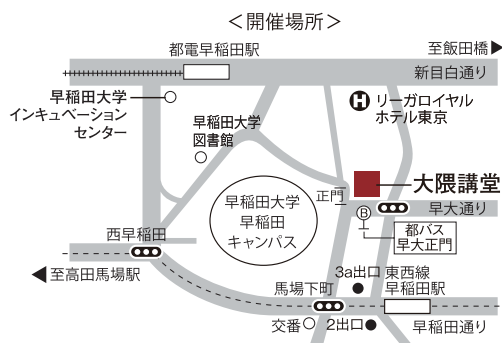 ＜開催場所＞
都電早稲田駅
至飯田橋
新目白通り
早稲田大学
インキュベーション
センター
早稲田大学
図書館
H リーガロイヤル
ホテル東京
大隈講堂
正門
早稲田大学
早稲田
キャンパス
早大通り
B
都バス
早大正門
西早稲田
至高田馬場駅
3a出口
東西線
早稲田駅
馬場下町
交番
2出口
早稲田通り